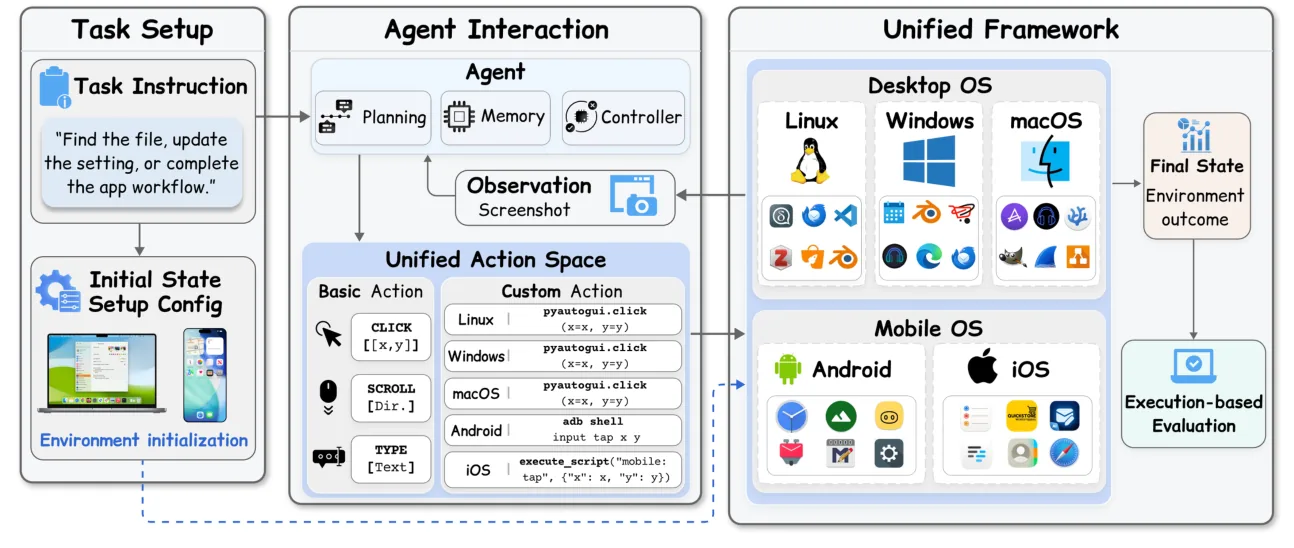 Task Setup
Task Instruction
“Find the file, update
the setting, or complete
the app workflow.”
Initial State
Setup Config
Environment initialization
Agent Interaction
Agent
Planning
Memory
Controller
Observation
Screenshot
Unified Action Space
Basic Action
CLICK
[[x,y]]
SCROLL
[Dir.]
TYPE
[Text]
Custom Action
Linux | pyautogui.click
(x=x, y=y)
Windows | pyautogui.click
(x=x, y=y)
macOS | pyautogui.click
(x=x, y=y)
Android | adb shell
input tap x y
iOS | execute_script("mobile:
tap", {"x": x, "y": y})
Unified Framework
Desktop OS
Linux
Windows
macOS
Mobile OS
Android
iOS
QUICKSTORE
Final State
Environment
outcome
Execution-based
Evaluation